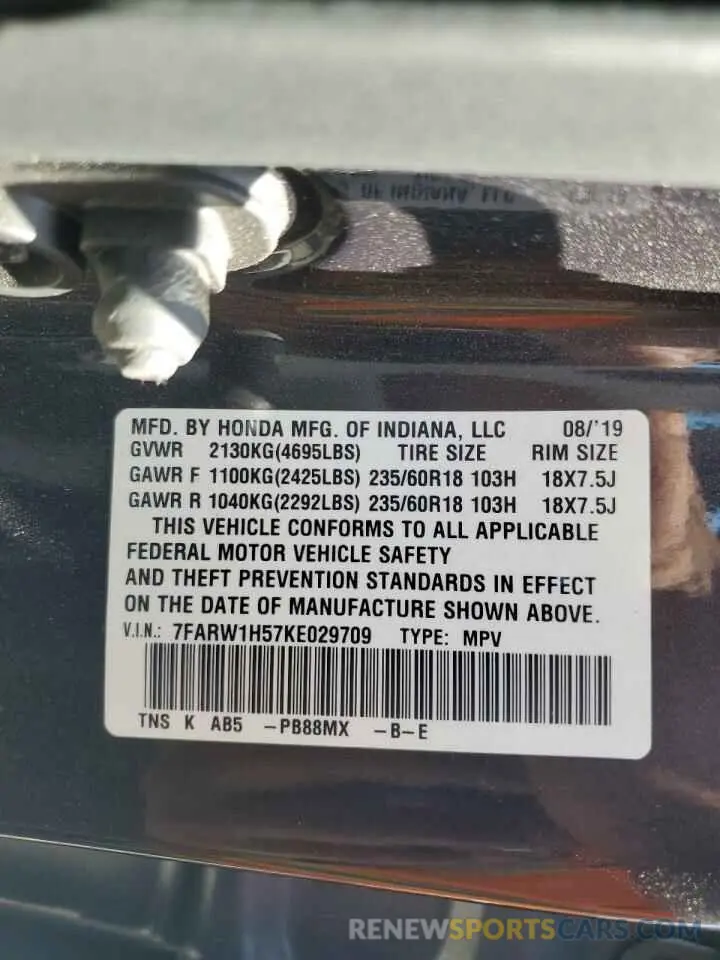 OF INDIANA, LLC
MFD. BY HONDA MFG. OF INDIANA, LLC 08/'19
GVWR 2130KG(4695LBS) TIRE SIZE RIM SIZE
GAWR F 1100KG(2425LBS) 235/60R18 103H 18X7.5J
GAWR R 1040KG(2292LBS) 235/60R18 103H 18X7.5J
THIS VEHICLE CONFORMS TO ALL APPLICABLE
FEDERAL MOTOR VEHICLE SAFETY
AND THEFT PREVENTION STANDARDS IN EFFECT
ON THE DATE OF MANUFACTURE SHOWN ABOVE.
V.I.N.: 7FARW1H57KE029709 TYPE: MPV
TNS K AB5 -PB88MX -B-E
RENEWSPORTSCARS.COM